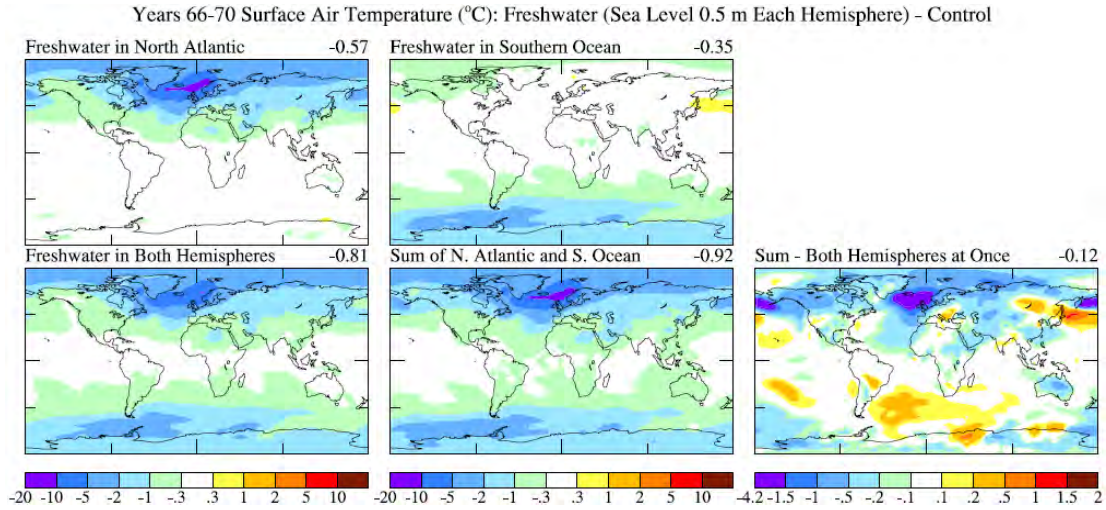 Years 66-70 Surface Air Temperature (°C): Freshwater (Sea Level 0.5 m Each Hemisphere) - Control
Freshwater in North Atlantic -0.57
Freshwater in Southern Ocean -0.35
Freshwater in Both Hemispheres -0.81
Sum of N. Atlantic and S. Ocean -0.92
Sum - Both Hemispheres at Once -0.12
-20 -10 -5 -2 -1 -.3 .3 1 2 5 10
-20 -10 -5 -2 -1 -.3 .3 1 2 5 10
-4.2 -1.5 -1 -.5 -.2 -.1 .1 .2 .5 1 1.5 2